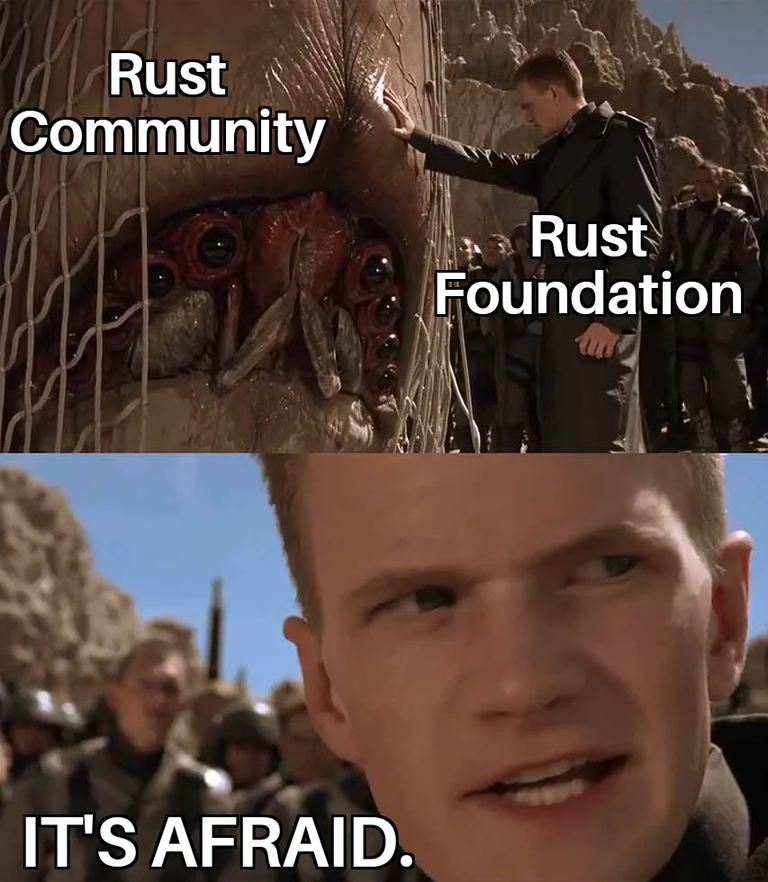 Rust
Community
Rust
Foundation
IT'S AFRAID.